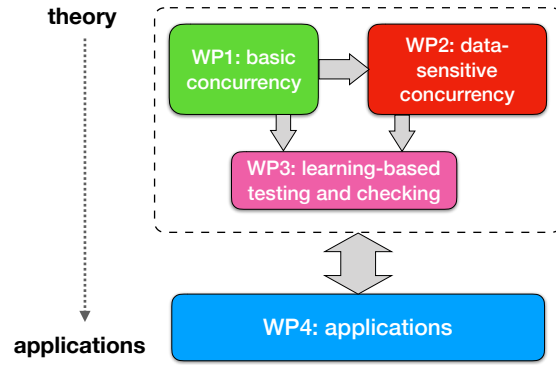 theory
WP1: basic
concurrency
WP2: data-
sensitive
concurrency
WP3: learning-based
testing and checking
WP4: applications
applications